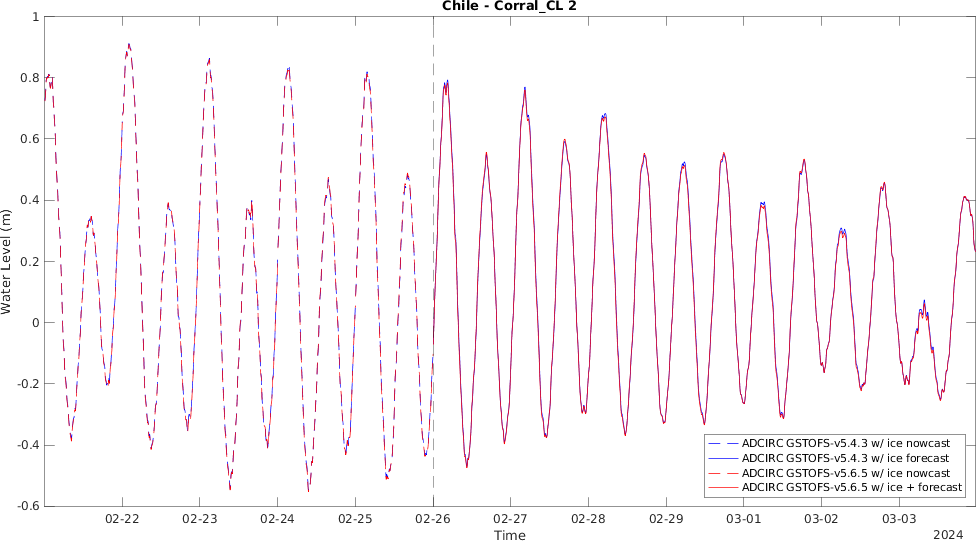 Chile - Corral_CL 2
1
0.8
0.6
0.4
0.2
0
-0.2
-0.4
-0.6
Water Level (m)
02-22 02-23 02-24 02-25 02-26 02-27 02-28 02-29 03-01 03-02 03-03
Time
2024
ADCIRC GSTOFS-v5.4.3 w/ ice nowcast
ADCIRC GSTOFS-v5.4.3 w/ ice forecast
ADCIRC GSTOFS-v5.6.5 w/ ice nowcast
ADCIRC GSTOFS-v5.6.5 w/ ice + forecast